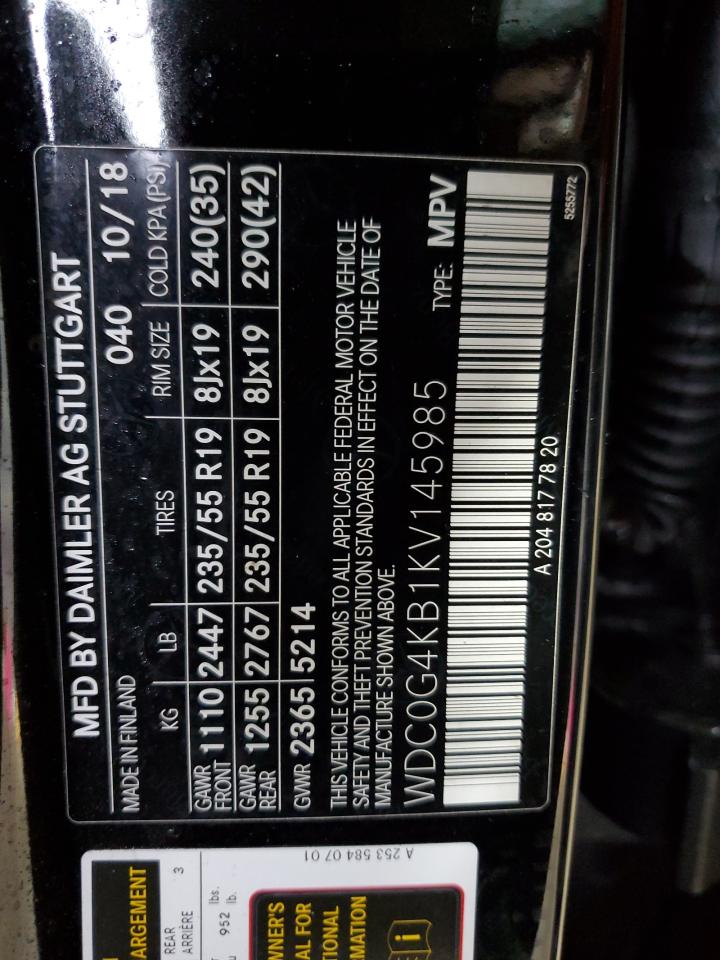 MFD BY DAIMLER AG STUTTGART
MADE IN FINLAND 040 10/18
KG LB TIRES RIM SIZE COLD KPA(PSI)
GAWR FRONT 1110 2447 235/55 R19 8Jx19 240(35)
GAWR REAR 1255 2767 235/55 R19 8Jx19 290(42)
GWR 2365 5214
THIS VEHICLE CONFORMS TO ALL APPLICABLE FEDERAL MOTOR VEHICLE
SAFETY AND THEFT PREVENTION STANDARDS IN EFFECT ON THE DATE OF
MANUFACTURE SHOWN ABOVE.
WDC0G4KB1KV145985 TYPE: MPV
A 204 817 78 20
5255772
A 253 584 07 01
ARGEMENT
REAR
ARRIÈRE 3
952 lbs.
lb.
WNER'S
AL FOR
TIONAL
MATION
i